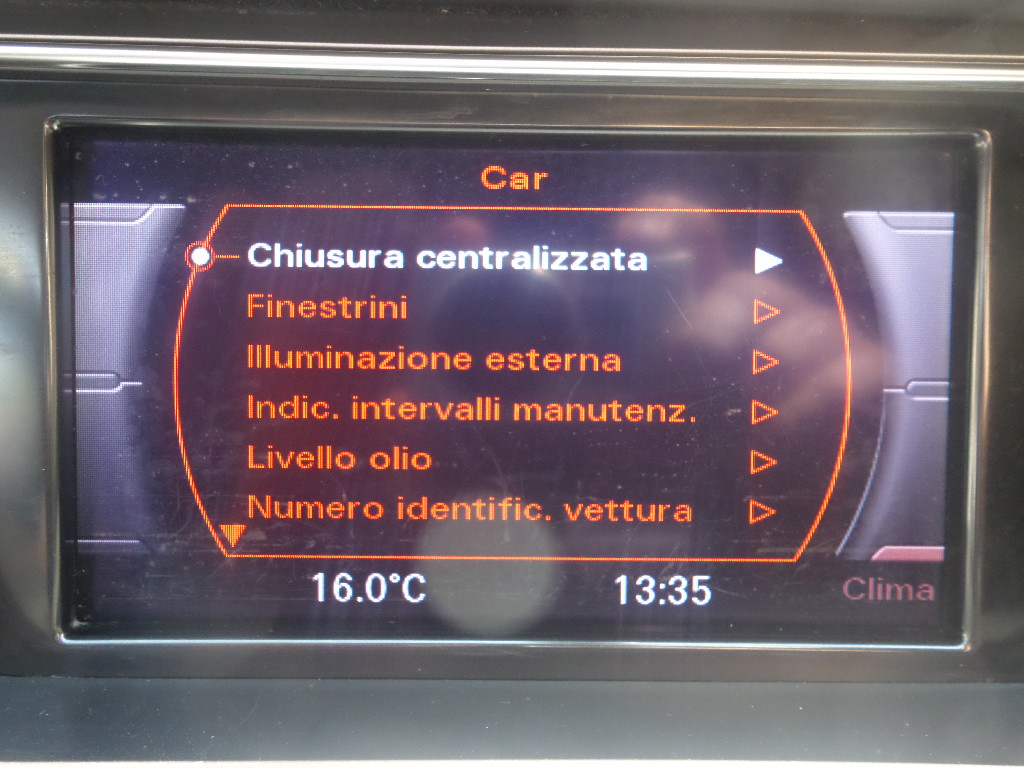 Car
Chiusura centralizzata
Finestrini
Illuminazione esterna
Indic. intervalli manutenz.
Livello olio
Numero identific. vettura
16.0°C 13:35 Clima